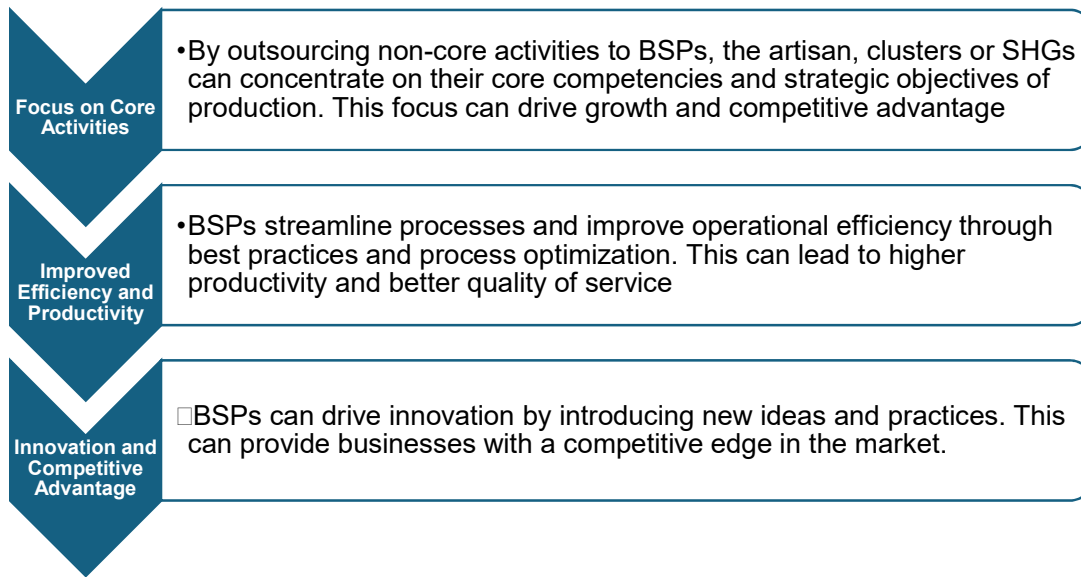 Focus on Core
Activities
•By outsourcing non-core activities to BSPs, the artisan, clusters or SHGs
can concentrate on their core competencies and strategic objectives of
production. This focus can drive growth and competitive advantage
Improved
Efficiency and
Productivity
•BSPs streamline processes and improve operational efficiency through
best practices and process optimization. This can lead to higher
productivity and better quality of service
Innovation and
Competitive
Advantage
□BSPs can drive innovation by introducing new ideas and practices. This
can provide businesses with a competitive edge in the market.